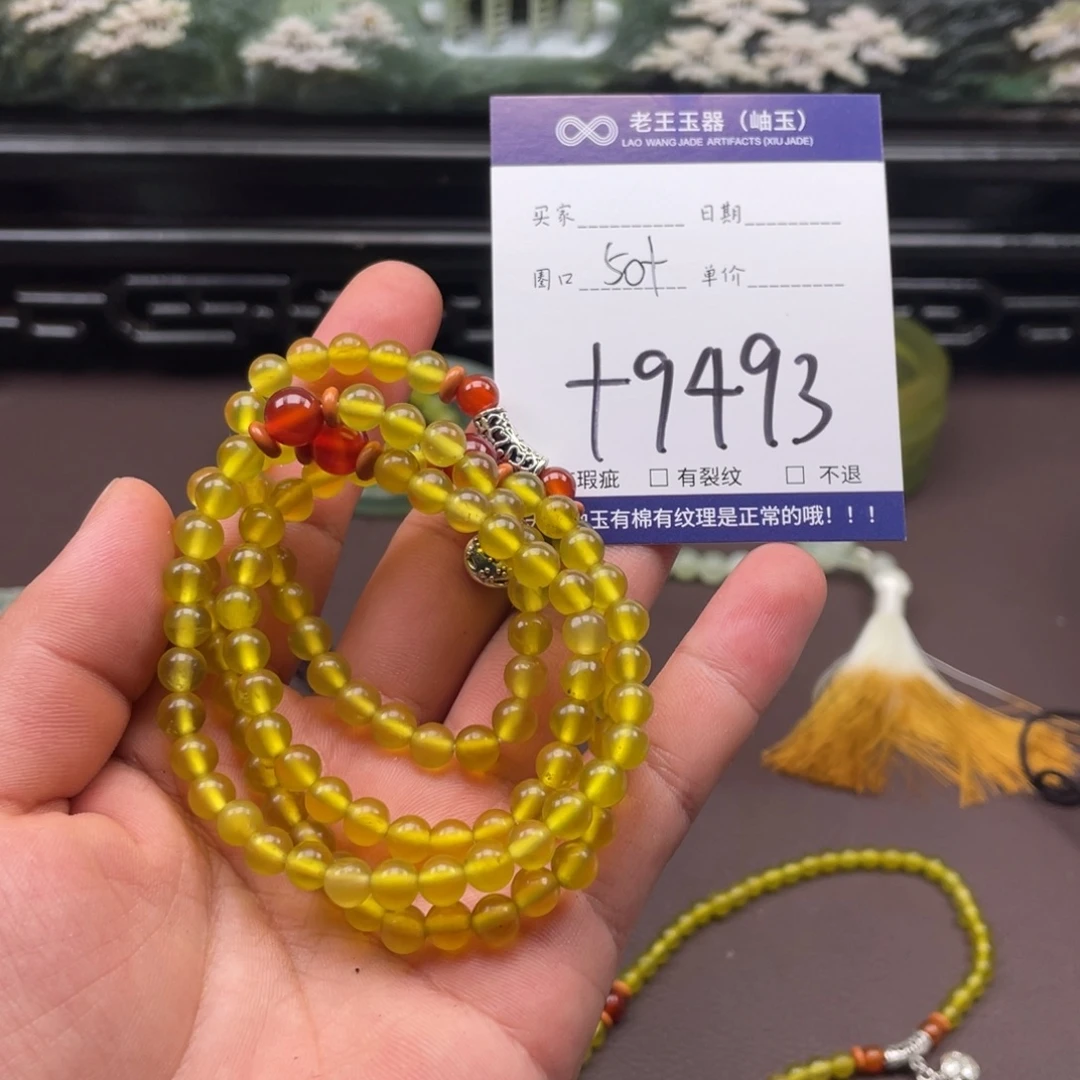 老王玉器（岫玉）
LAO WANG JADE ARTIFACTS (XIU JADE)
买家 日期
圈口 50+ 单价
+9493
瑕疵 □ 有裂纹 □ 不退
玉有棉有纹理是正常的哦！！！